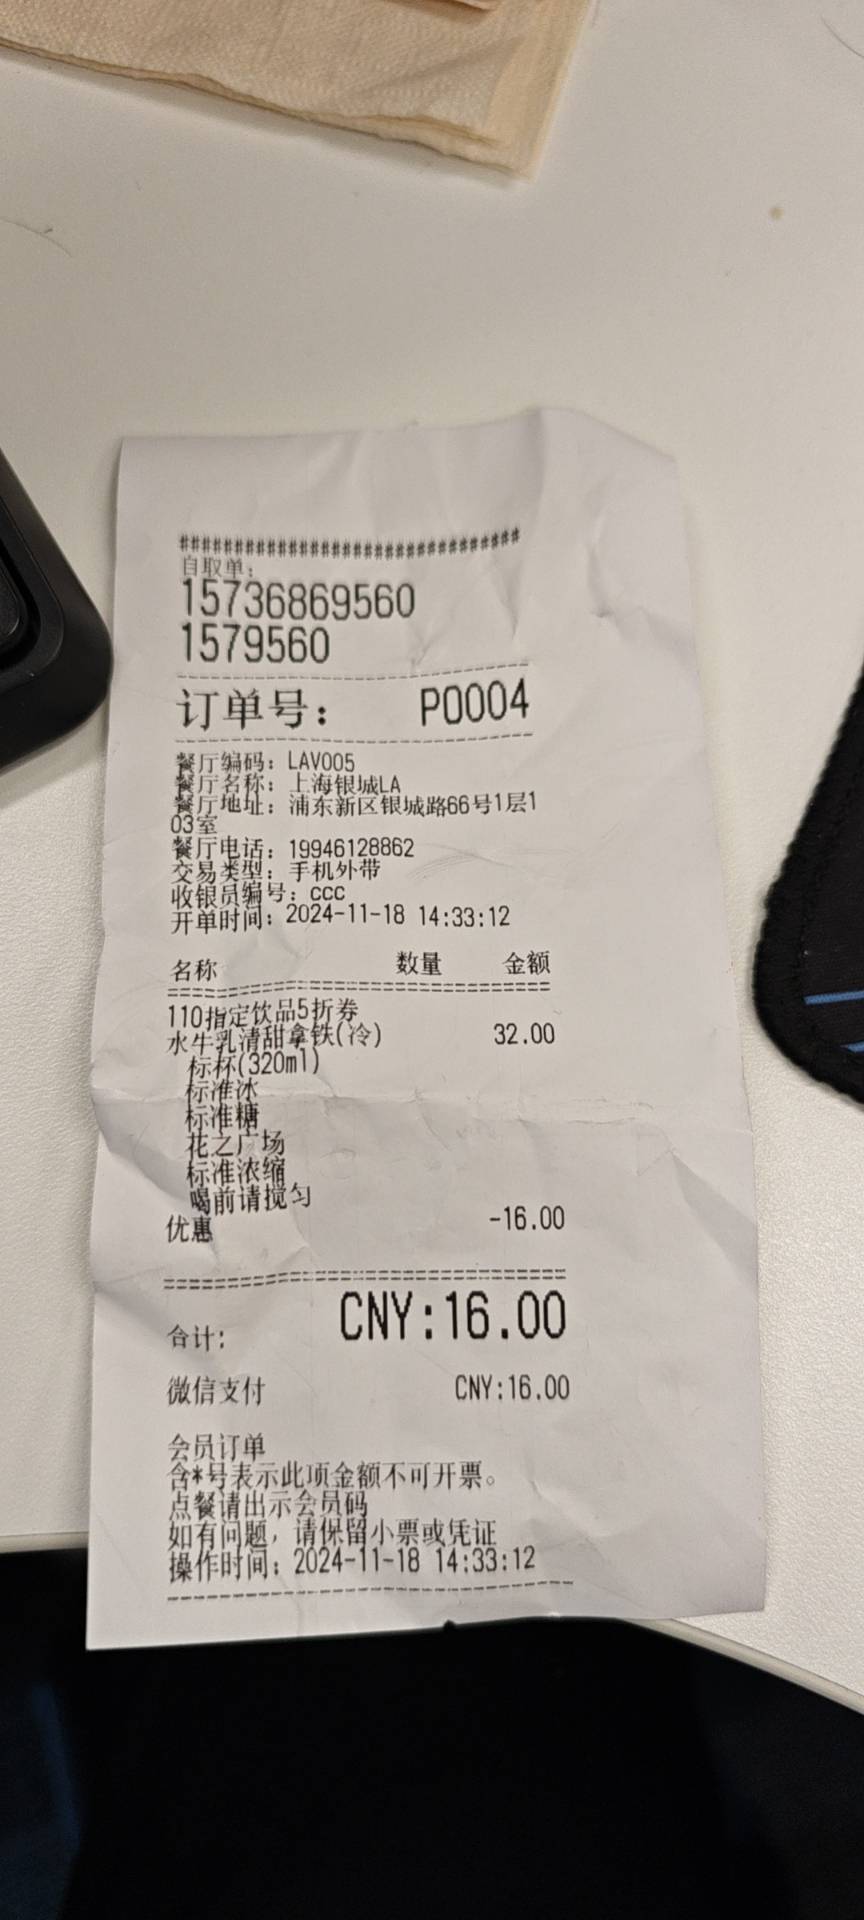 ###############################
自取单：
15736869560
1579560
订单号： P0004
餐厅编码：LAV005
餐厅名称：上海银城LA
餐厅地址：浦东新区银城路66号1层1
03室
餐厅电话：19946128862
交易类型：手机外带
收银员编号：ccc
开单时间：2024-11-18 14:33:12
名称 数量 金额
110指定饮品5折券
水牛乳清甜拿铁(冷) 32.00
标杯(320ml)
标准冰
标准糖
花之广场
标准浓缩
喝前请搅匀
优惠 -16.00
合计: CNY:16.00
微信支付 CNY:16.00
会员订单
含*号表示此项金额不可开票。
点餐请出示会员码
如有问题，请保留小票或凭证
操作时间：2024-11-18 14:33:12